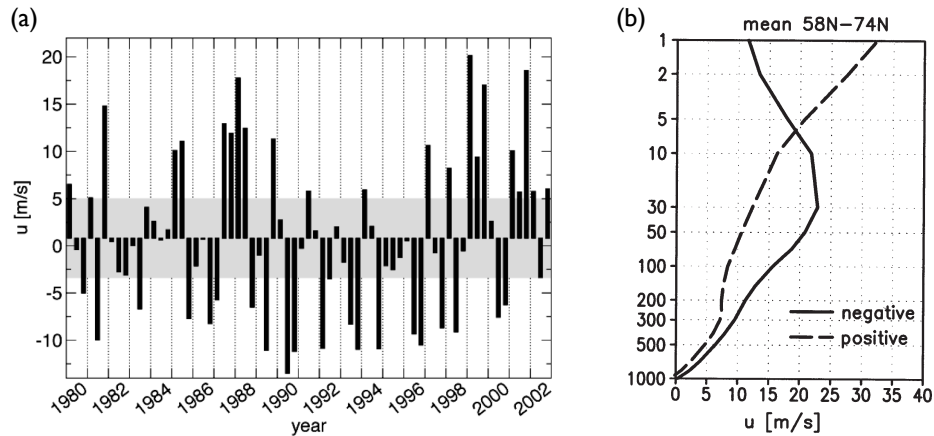 (a)
20
15
10
5
0
-5
-10
u [m/s]
1980 1982 1984 1986 1988 1990 1992 1994 1996 1998 2000 2002
year
(b)
mean 58N–74N
1
2
5
10
30
50
100
200
300
500
1000
negative
positive
0 5 10 15 20 25 30 35 40
u [m/s]